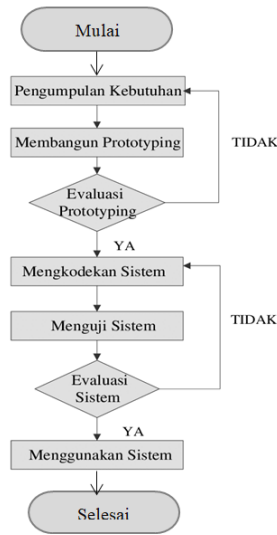 Mulai
Pengumpulan Kebutuhan
Membangun Prototyping
TIDAK
Evaluasi
Prototyping
YA
Mengkodekan Sistem
Menguji Sistem
TIDAK
Evaluasi
Sistem
YA
Menggunakan Sistem
Selesai